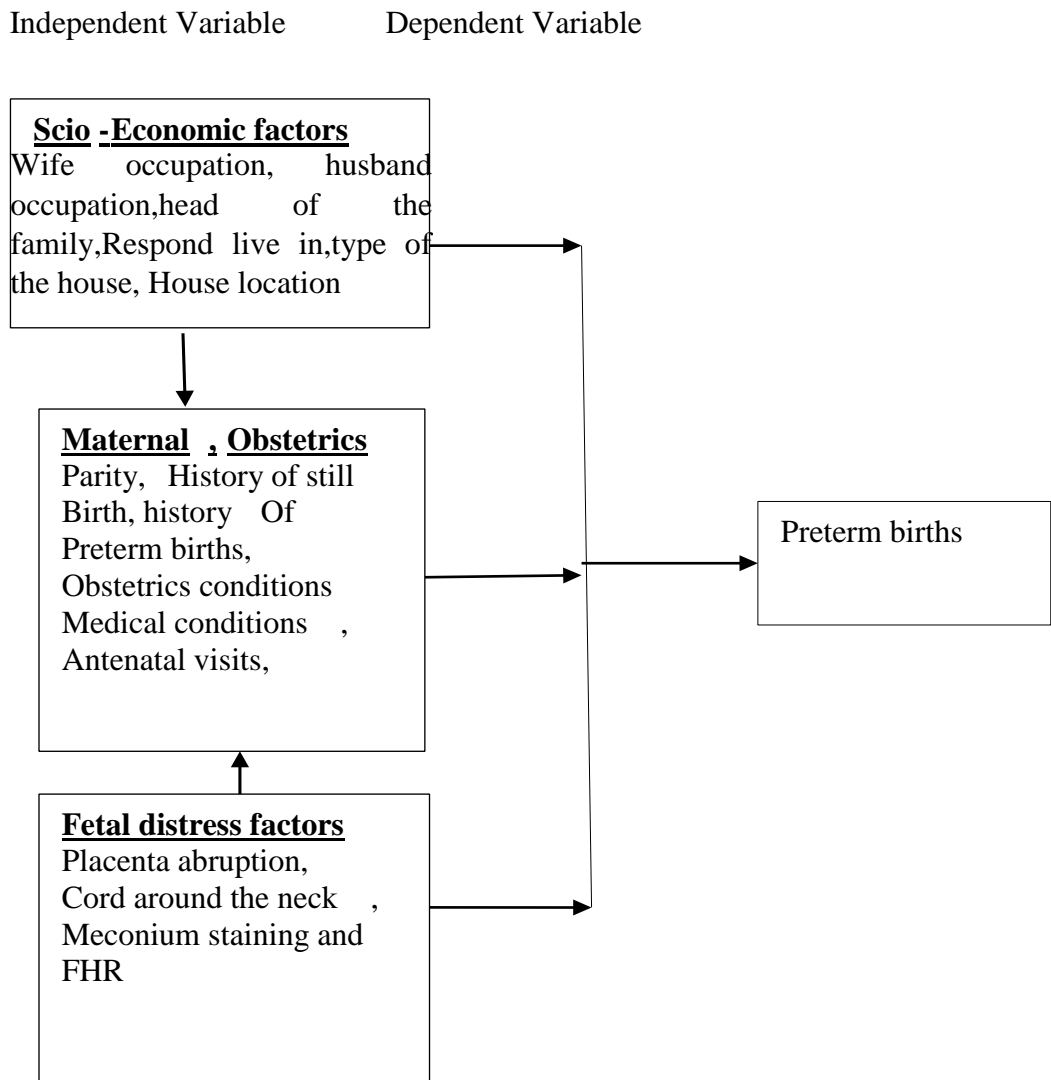 Independent Variable Dependent Variable
Scio -Economic factors
Wife occupation, husband
occupation,head of the
family,Respond live in,type of
the house, House location
Maternal , Obstetrics
Parity, History of still
Birth, history Of
Preterm births,
Obstetrics conditions
Medical conditions ,
Antenatal visits,
Preterm births
Fetal distress factors
Placenta abruption,
Cord around the neck ,
Meconium staining and
FHR